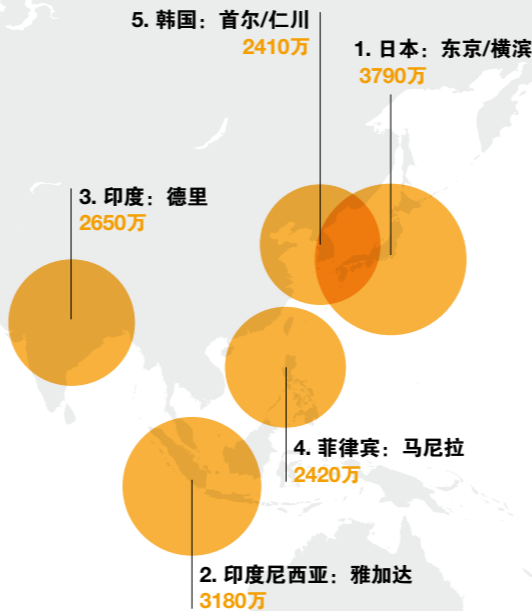 5. 韩国：首尔/仁川
2410万
1. 日本：东京/横滨
3790万
3. 印度：德里
2650万
4. 菲律宾：马尼拉
2420万
2. 印度尼西亚：雅加达
3180万